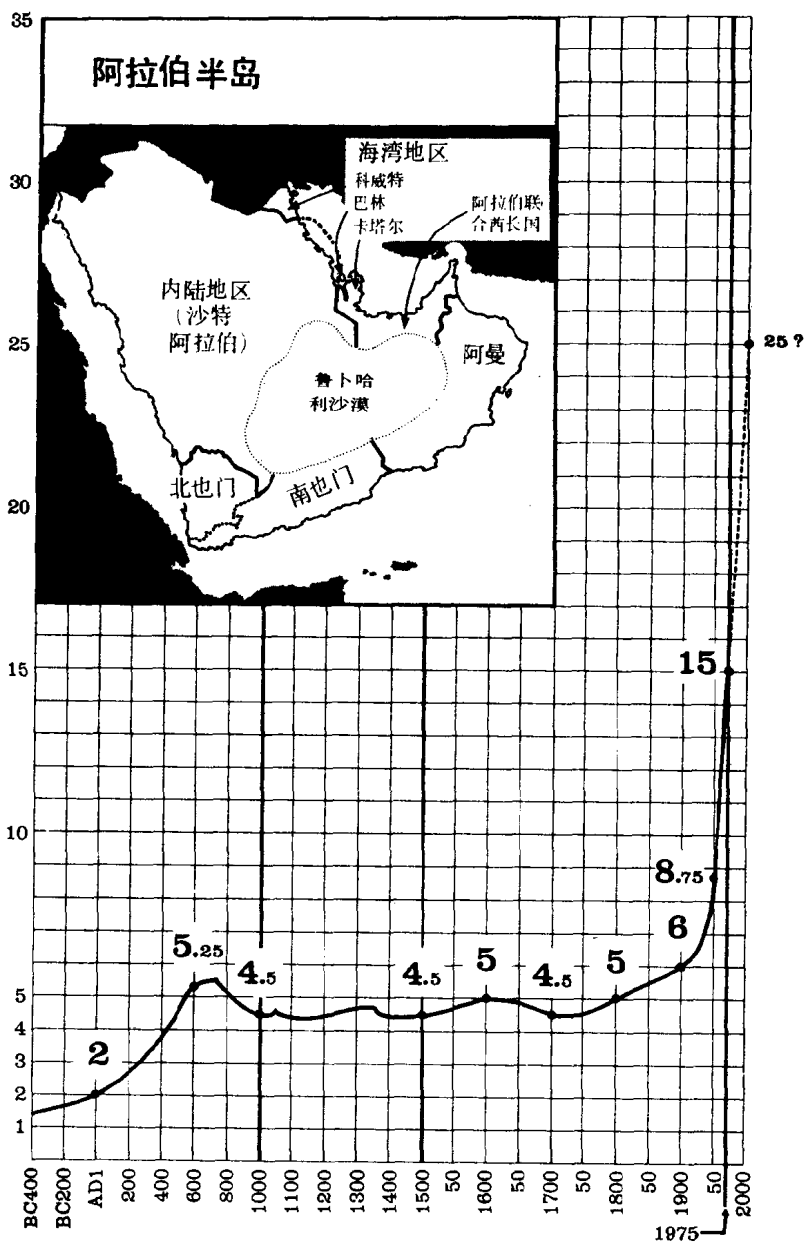 阿拉伯半岛
海湾地区
科威特
巴林
卡塔尔
阿拉伯联
合酋长国
内陆地区
(沙特
阿拉伯)
阿曼
鲁卜哈
利沙漠
北也门
南也门
35
30
25
20
15
10
5
4
3
2
1
25?
15
8.75
6
5
4.5
5
4.5
4.5
5.25
2
BC400
BC200
AD1
200
400
600
800
1000
1100
1200
1300
1400
1500
50
1600
50
1700
50
1800
50
1900
50
2000
1975